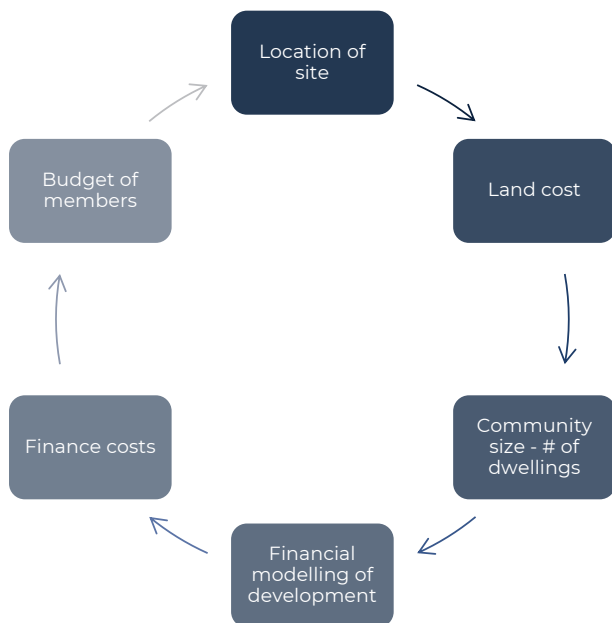 Location of
site
Land cost
Community
size - # of
dwellings
Financial
modelling of
development
Finance costs
Budget of
members